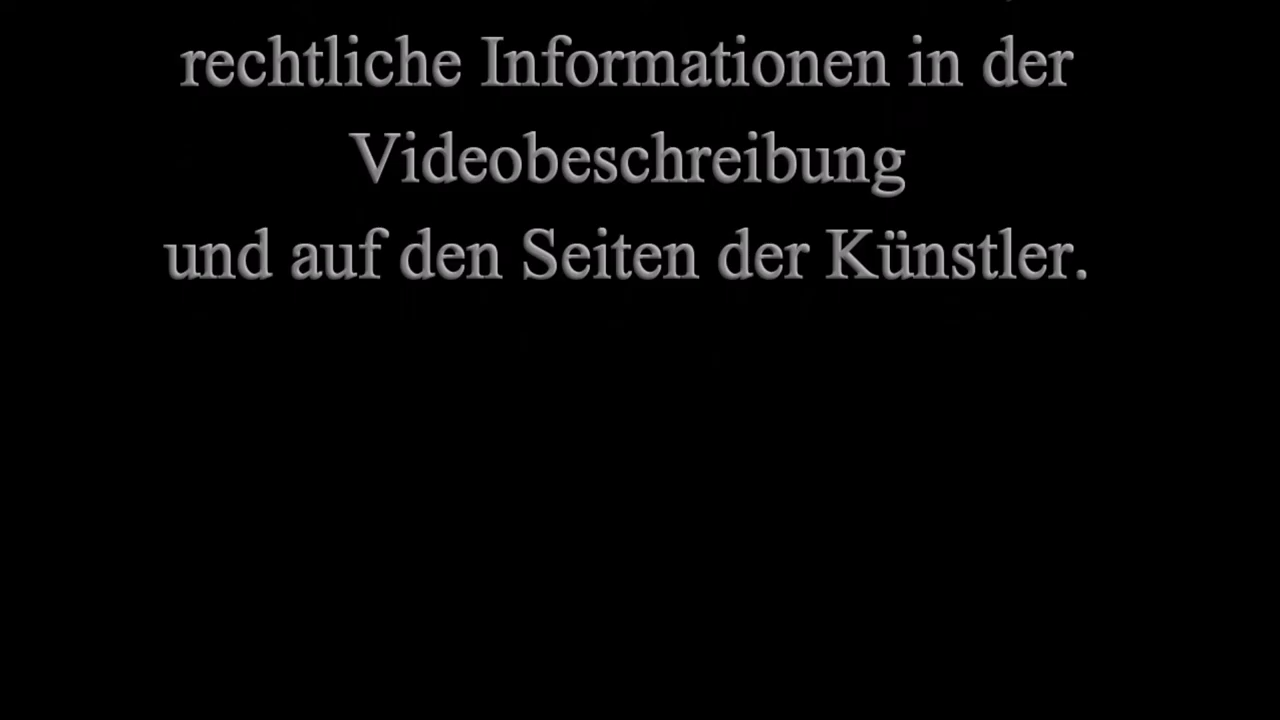 rechtliche Informationen in der
Videobeschreibung
und auf den Seiten der Künstler.